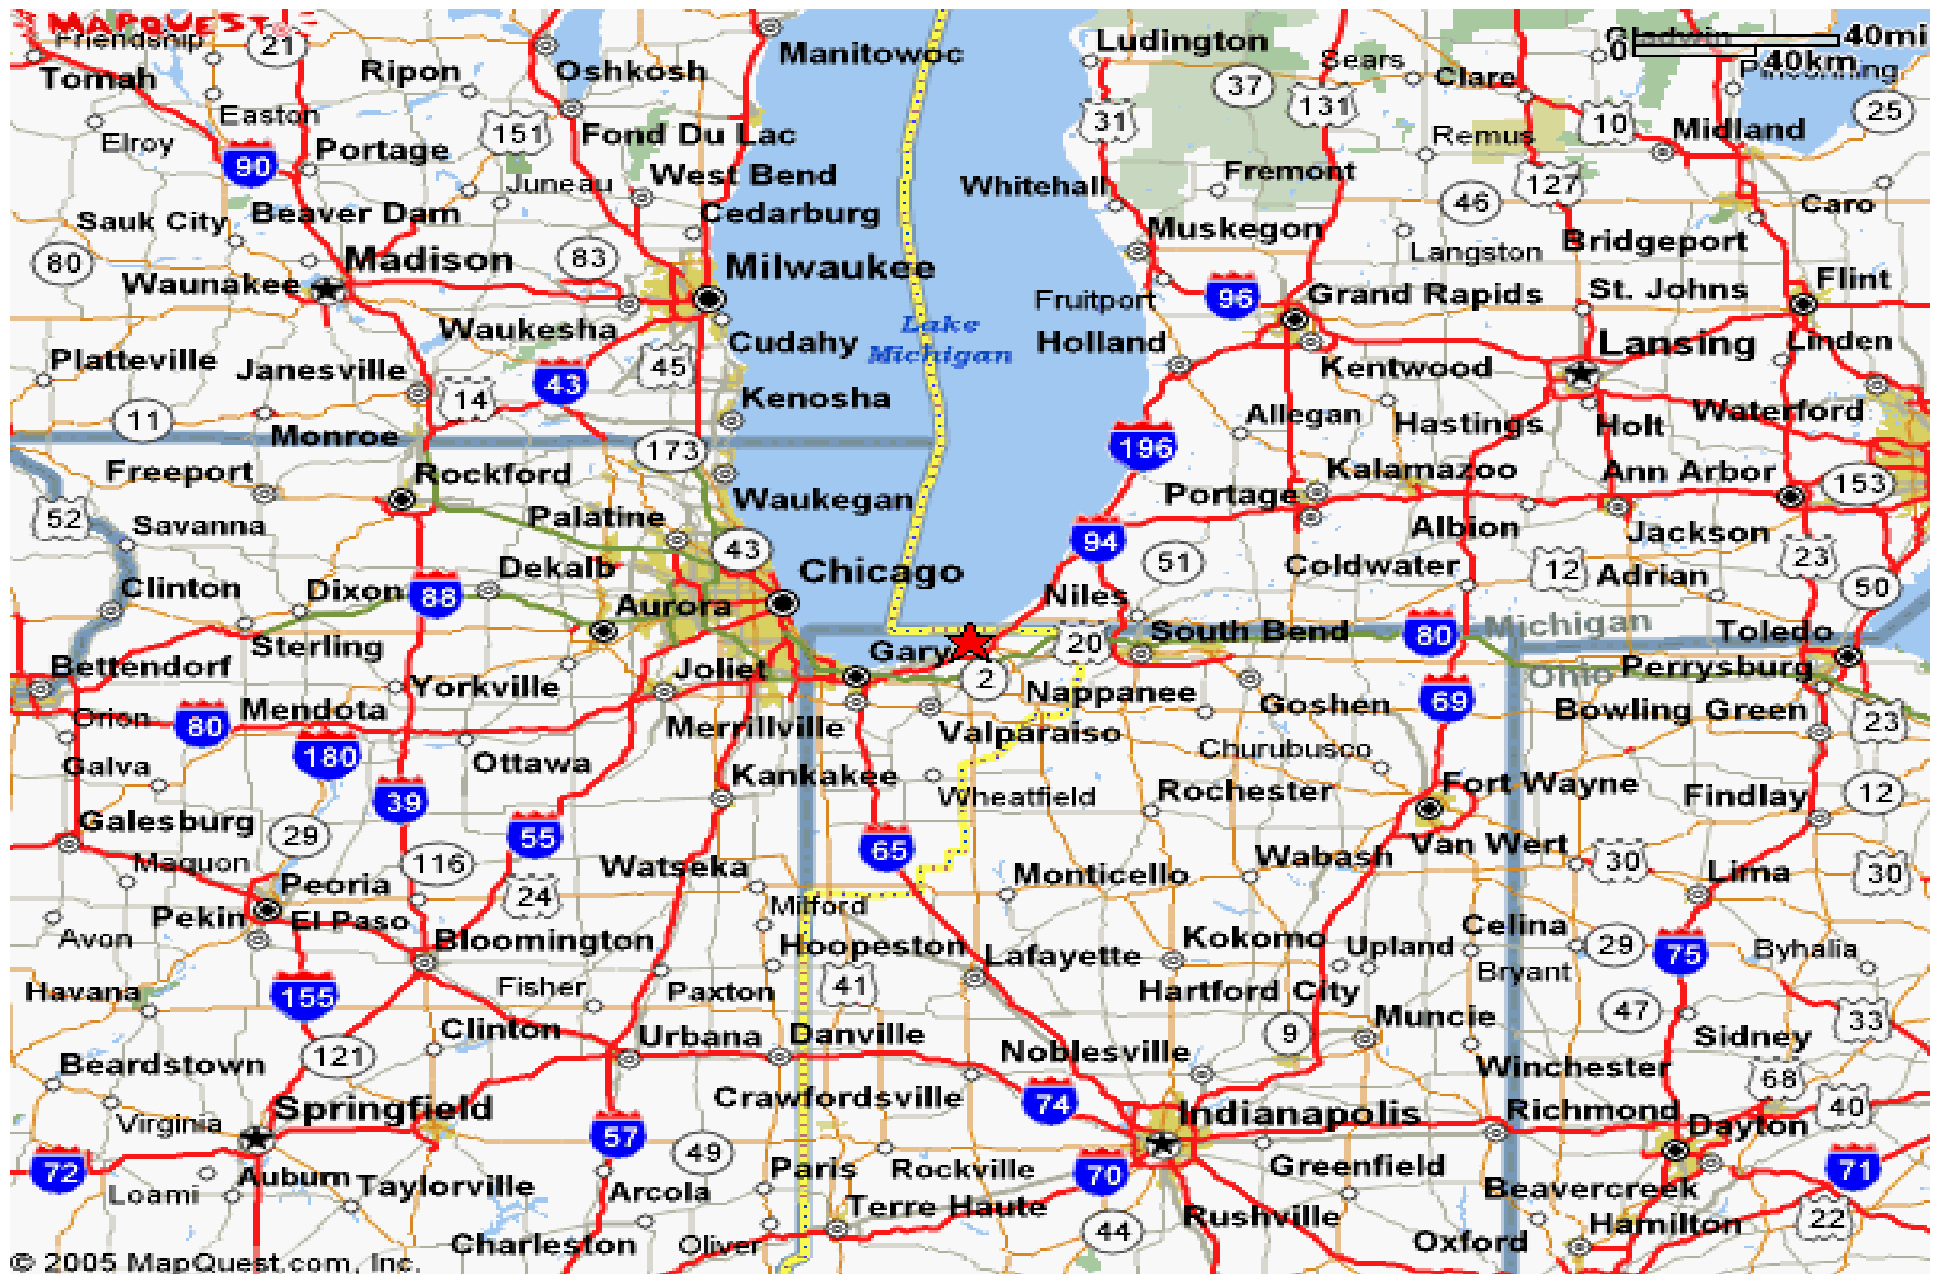 MAPQUEST
Friendship
21
Ripon
Oshkosh
Manitowoc
Ludington
Sears
Clare
Gladwin
0
40mi
40km
Pinconning
Tomah
Easton
37
131
25
Elroy
90
Portage
151
Fond Du Lac
31
Remus
10
Midland
Juneau
West Bend
Whitehall
Fremont
127
46
Caro
Sauk City
Beaver Dam
Cedarburg
Muskegon
Langston
Bridgeport
80
Madison
83
Milwaukee
Waunakee
Fruitport
96
Grand Rapids
St. Johns
Flint
Waukesha
Cudahy
Lake
Michigan
Holland
Lansing
Linden
Platteville
Janesville
43
45
Kentwood
14
Kenosha
11
Allegan
Hastings
Holt
Waterford
Monroe
173
196
Freeport
Rockford
Waukegan
Portage
Kalamazoo
Ann Arbor
153
52
Savanna
Palatine
43
94
Albion
Jackson
Clinton
Dixon
88
Dekalb
Chicago
51
Coldwater
12
Adrian
23
50
Aurora
Niles
Sterling
Gary
20
South Bend
80
Michigan
Toledo
Bettendorf
Joliet
2
Ohio
Perrysburg
Yorkville
Nappanee
Goshen
69
Bowling Green
23
Orion
80
Mendota
Merrillville
Valparaiso
Churubusco
Galva
180
Ottawa
Kankakee
Wheatfield
Rochester
Fort Wayne
Findlay
12
39
Galesburg
29
55
65
Maquon
116
Watseka
Wabash
Van Wert
30
Lima
30
Peoria
24
Monticello
Pekin
El Paso
Milford
Avon
Bloomington
Hoopeston
Lafayette
Kokomo
Upland
Celina
29
75
Byhalia
Bryant
Havana
155
Fisher
Paxton
41
Hartford City
47
33
Clinton
Urbana
Danville
9
Muncie
Sidney
121
Noblesville
Beardstown
Winchester
68
Crawfordsville
74
Springfield
Indianapolis
Richmond
40
Virginia
57
Dayton
72
49
Paris
Rockville
70
Greenfield
71
Auburn
Taylorville
Loami
Arcola
Terre Haute
Beavercreek
44
Rushville
Hamilton
22
Charleston
Oliver
Oxford
© 2005 MapQuest.com, Inc.